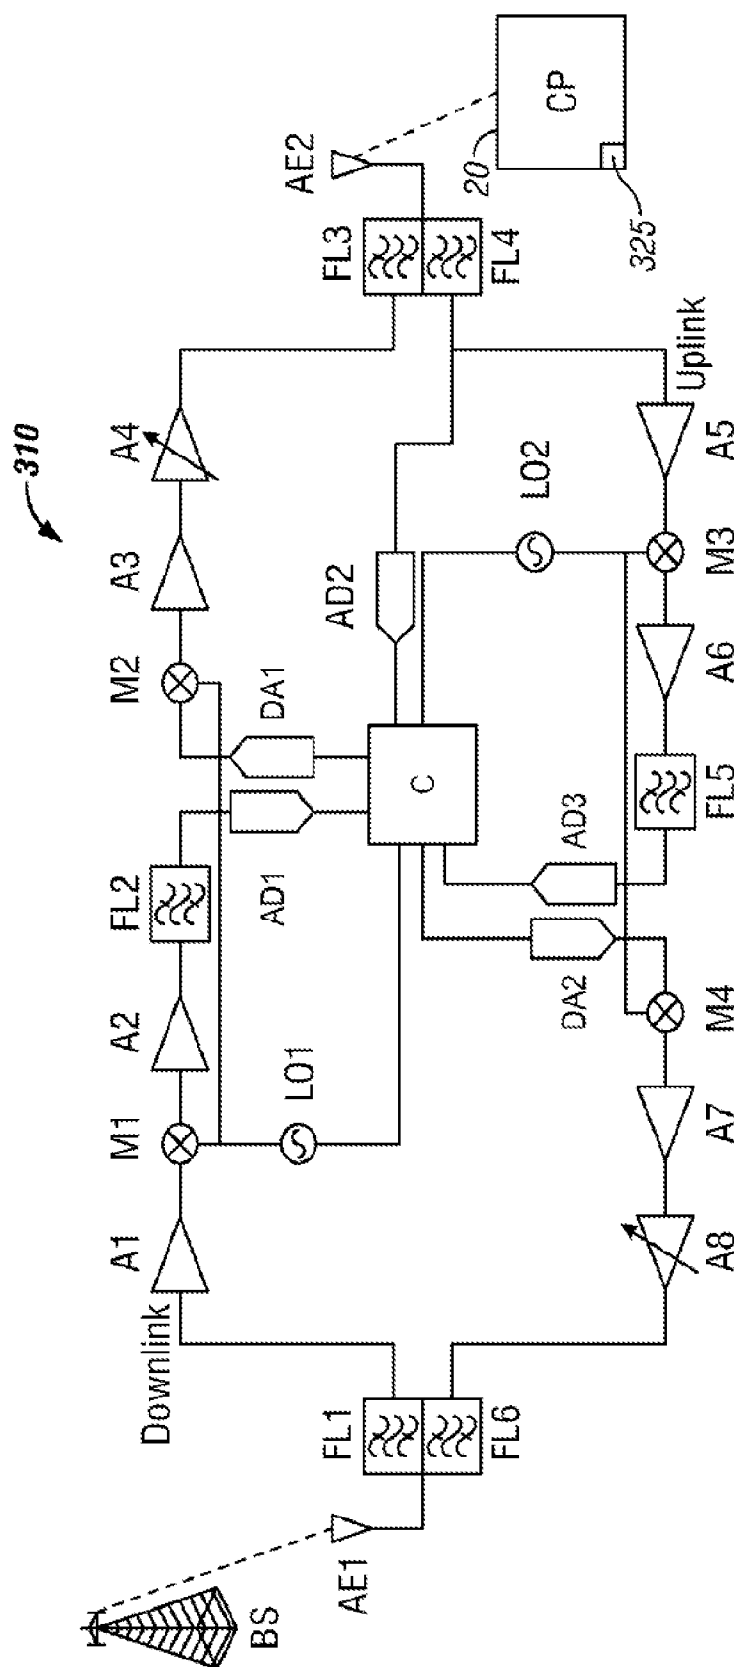 310
Downlink
A1
M1
A2
FL2
M2
A3
A4
LO1
AD1
DA1
C
AD2
FL3
FL4
AE2
CP
20
325
BS
AE1
FL1
FL6
DA2
AD3
LO2
Uplink
A8
A7
M4
FL5
A6
M3
A5